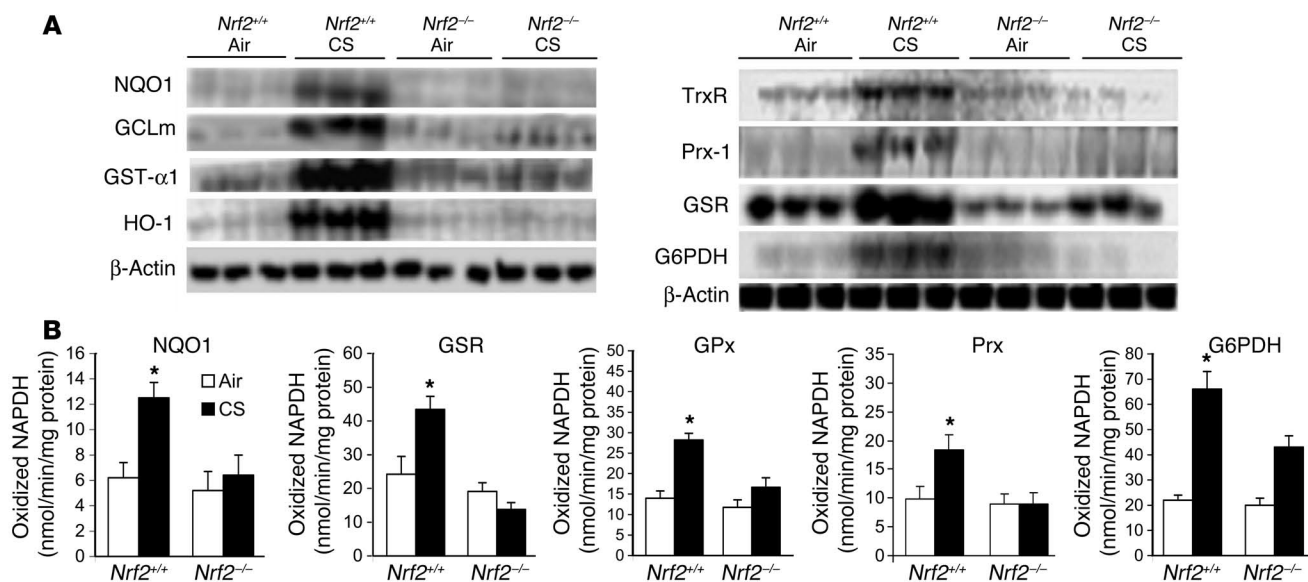 A
Nrf2+/+ Nrf2+/+ Nrf2−/− Nrf2−/−
Air CS Air CS
NQO1
GCLm
GST-α1
HO-1
β-Actin
Nrf2+/+ Nrf2+/+ Nrf2−/− Nrf2−/−
Air CS Air CS
TrxR
Prx-1
GSR
G6PDH
β-Actin
B
NQO1
Oxidized NAPDH
(nmol/min/mg protein)
16
14
12
10
8
6
4
2
0
*
Air
CS
Nrf2+/+ Nrf2−/−
GSR
Oxidized NAPDH
(nmol/min/mg protein)
60
50
40
30
20
10
0
*
Nrf2+/+ Nrf2−/−
GPx
Oxidized NAPDH
(nmol/min/mg protein)
50
45
40
35
30
25
20
15
10
5
0
*
Nrf2+/+ Nrf2−/−
Prx
Oxidized NAPDH
(nmol/min/mg protein)
35
30
25
20
15
10
5
0
*
Nrf2+/+ Nrf2−/−
G6PDH
Oxidized NAPDH
(nmol/min/mg protein)
80
70
60
50
40
30
20
10
0
*
Nrf2+/+ Nrf2−/−